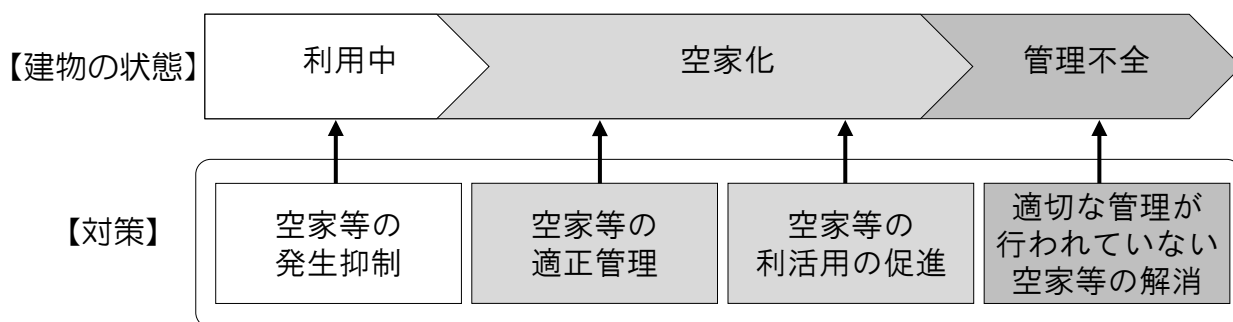 【建物の状態】
利用中
空家化
管理不全
【対策】
空家等の
発生抑制
空家等の
適正管理
空家等の
利活用の促進
適切な管理が
行われていない
空家等の解消